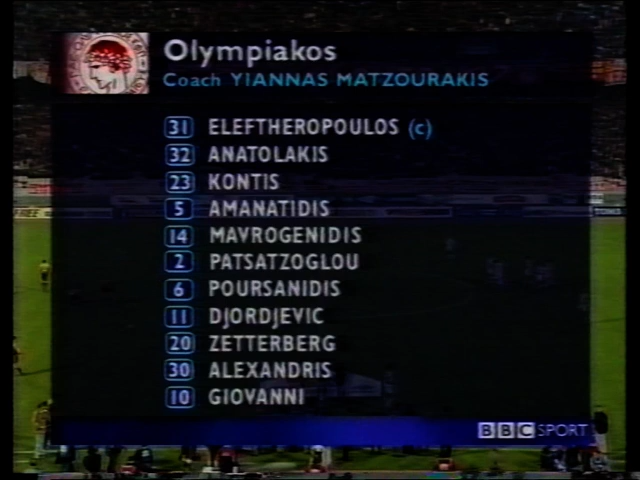 Olympiakos
Coach YIANNAS MATZOURAKIS
31 ELEFTHEROPOULOS (c)
32 ANATOLAKIS
23 KONTIS
5 AMANATIDIS
14 MAVROGENIDIS
2 PATSATZOGLOU
6 POURSANIDIS
11 DJORDJEVIC
20 ZETTERBERG
30 ALEXANDRIS
10 GIOVANNI
BBC SPORT